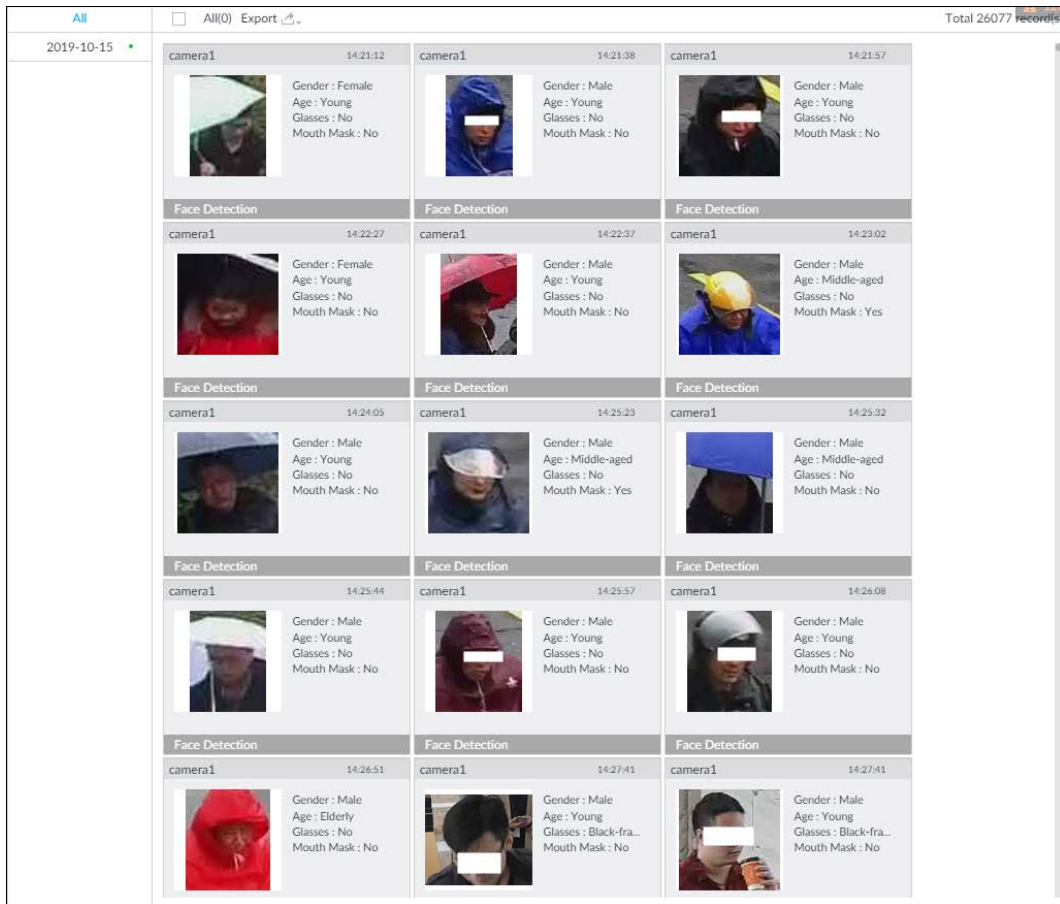 All
All(0) Export
Total 26077 record(s
2019-10-15
camera1 14:21:12
Gender : Female
Age : Young
Glasses : No
Mouth Mask : No
Face Detection
camera1 14:21:38
Gender : Male
Age : Young
Glasses : No
Mouth Mask : No
Face Detection
camera1 14:21:57
Gender : Male
Age : Young
Glasses : No
Mouth Mask : No
Face Detection
camera1 14:22:27
Gender : Female
Age : Young
Glasses : No
Mouth Mask : No
Face Detection
camera1 14:22:37
Gender : Male
Age : Young
Glasses : No
Mouth Mask : No
Face Detection
camera1 14:23:02
Gender : Male
Age : Middle-aged
Glasses : No
Mouth Mask : Yes
Face Detection
camera1 14:24:05
Gender : Male
Age : Young
Glasses : No
Mouth Mask : No
Face Detection
camera1 14:25:23
Gender : Male
Age : Middle-aged
Glasses : No
Mouth Mask : Yes
Face Detection
camera1 14:25:32
Gender : Male
Age : Middle-aged
Glasses : No
Mouth Mask : No
Face Detection
camera1 14:25:44
Gender : Male
Age : Young
Glasses : No
Mouth Mask : No
Face Detection
camera1 14:25:57
Gender : Male
Age : Young
Glasses : No
Mouth Mask : No
Face Detection
camera1 14:26:08
Gender : Male
Age : Young
Glasses : No
Mouth Mask : No
Face Detection
camera1 14:26:51
Gender : Male
Age : Elderly
Glasses : No
Mouth Mask : No
camera1 14:27:41
Gender : Male
Age : Young
Glasses : Black-fra...
Mouth Mask : No
camera1 14:27:41
Gender : Male
Age : Young
Glasses : Black-fra...
Mouth Mask : No